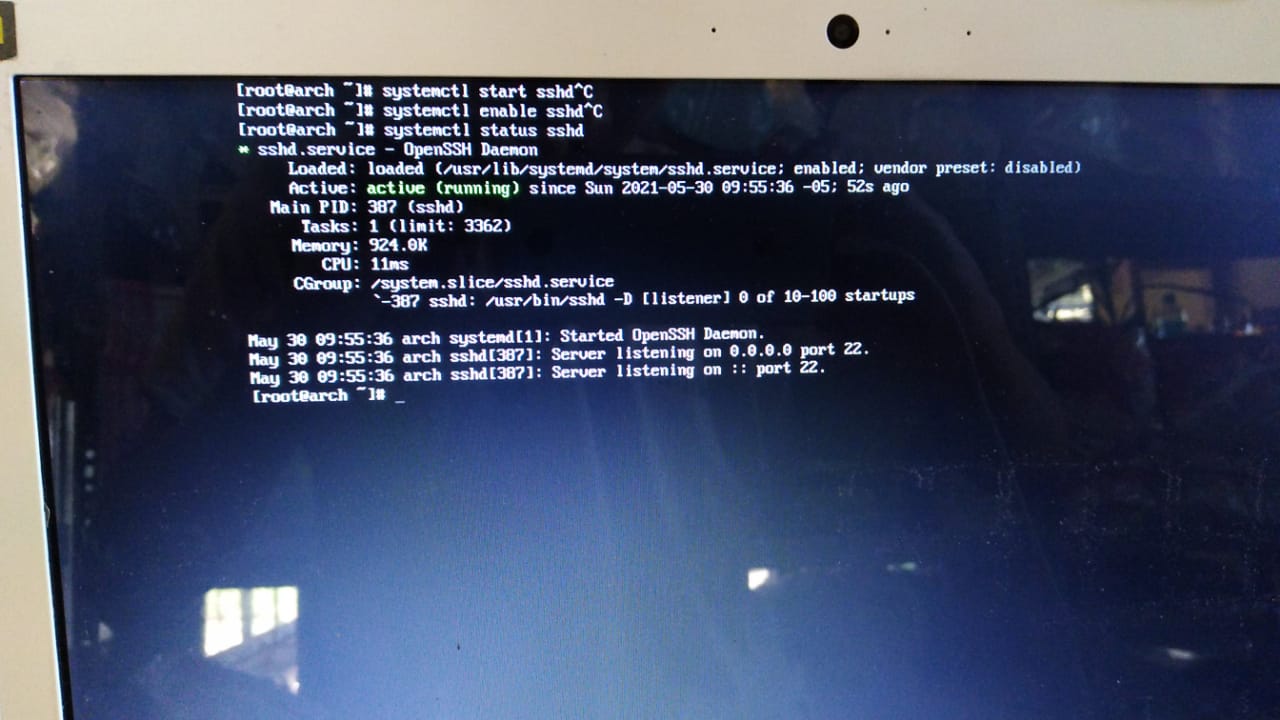 [root@arch ~]# systemctl start sshd^C
[root@arch ~]# systemctl enable sshd^C
[root@arch ~]# systemctl status sshd
* sshd.service - OpenSSH Daemon
Loaded: loaded (/usr/lib/systemd/system/sshd.service; enabled; vendor preset: disabled)
Active: active (running) since Sun 2021-05-30 09:55:36 -05; 52s ago
Main PID: 387 (sshd)
Tasks: 1 (limit: 3362)
Memory: 924.0K
CPU: 11ms
CGroup: /system.slice/sshd.service
`-387 sshd: /usr/bin/sshd -D [listener] 0 of 10-100 startups
May 30 09:55:36 arch systemd[1]: Started OpenSSH Daemon.
May 30 09:55:36 arch sshd[387]: Server listening on 0.0.0.0 port 22.
May 30 09:55:36 arch sshd[387]: Server listening on :: port 22.
[root@arch ~]# _